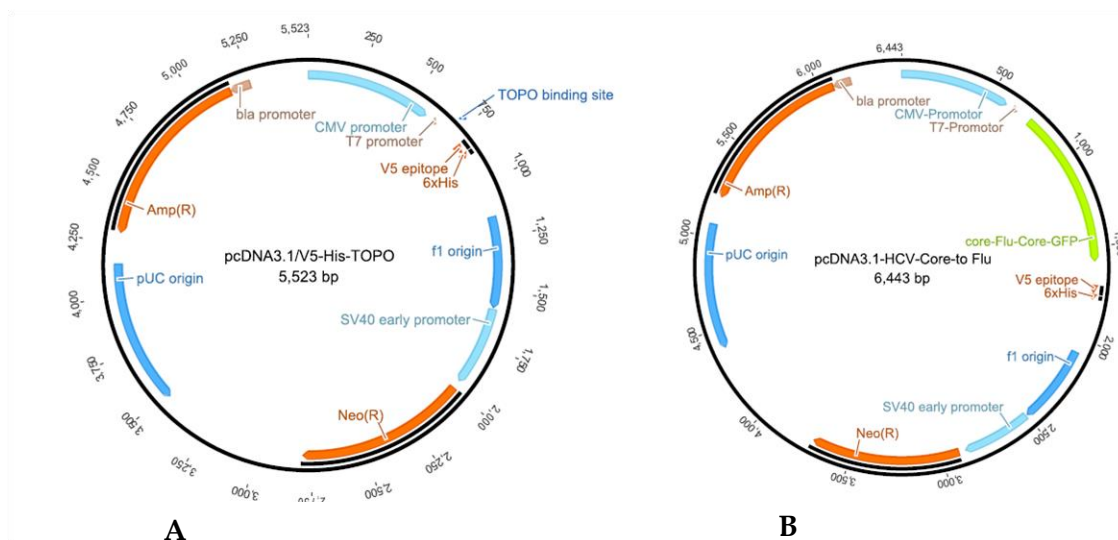 5,523
250
500
750
1,000
1,250
1,500
1,750
2,000
2,250
2,500
3,000
3,250
3,500
3,750
4,000
4,250
4,500
4,750
5,000
5,250
bla promoter
CMV promoter
T7 promoter
TOPO binding site
V5 epitope
6xHis
Amp(R)
pcDNA3.1/V5-His-TOPO
5,523 bp
f1 origin
pUC origin
SV40 early promoter
Neo(R)
A
6,443
500
1,000
2,000
2,500
3,000
3,500
4,000
4,500
5,000
5,500
6,000
bla promoter
CMV-Promotor
T7-Promotor
Amp(R)
core-Flu-Core-GFP
pUC origin
pcDNA3.1-HCV-Core-to Flu
6,443 bp
V5 epitope
6xHis
f1 origin
SV40 early promoter
Neo(R)
B